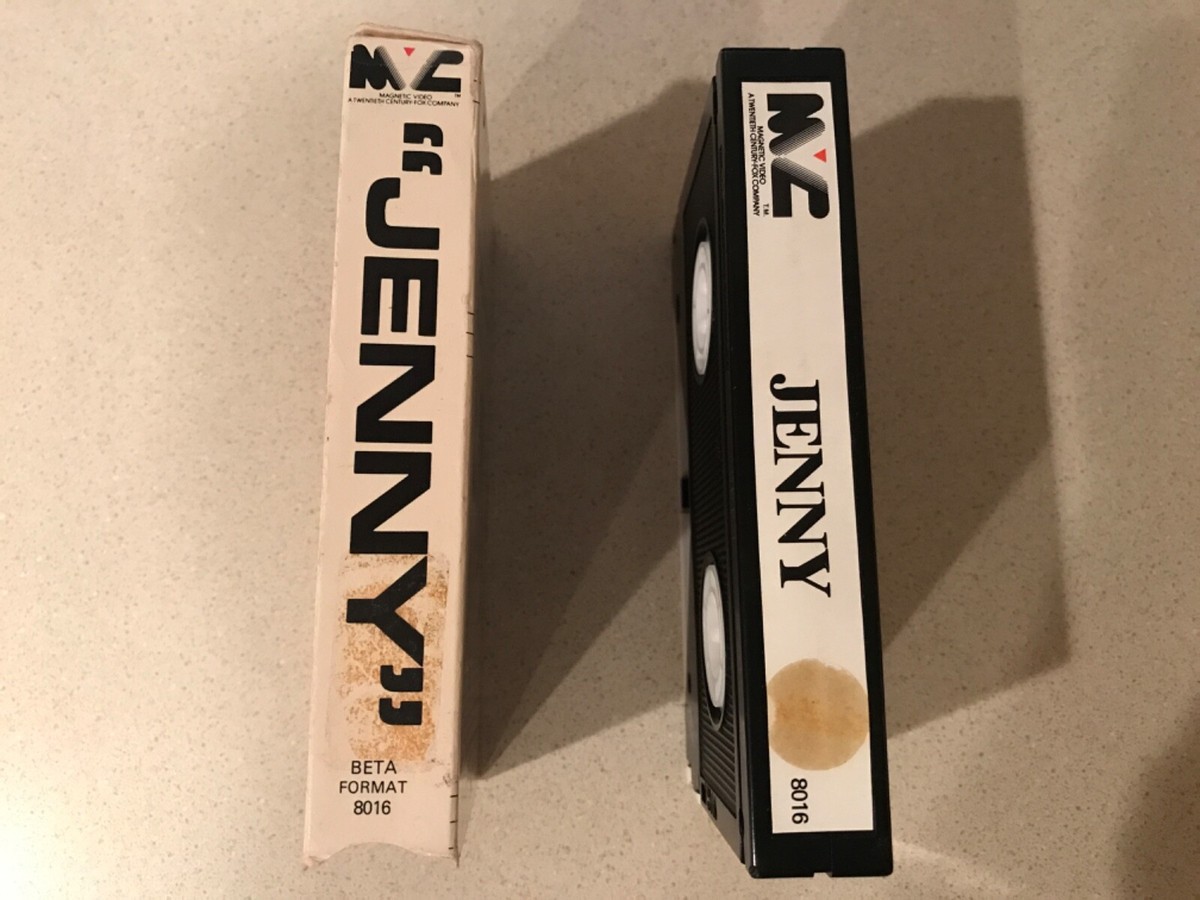 MVC
MAGNETIC VIDEO
A TWENTIETH CENTURY-FOX COMPANY
TM
"JENNY"
BETA
FORMAT
8016
MVC
T.M.
MAGNETIC VIDEO
A TWENTIETH CENTURY-FOX COMPANY
JENNY
8016